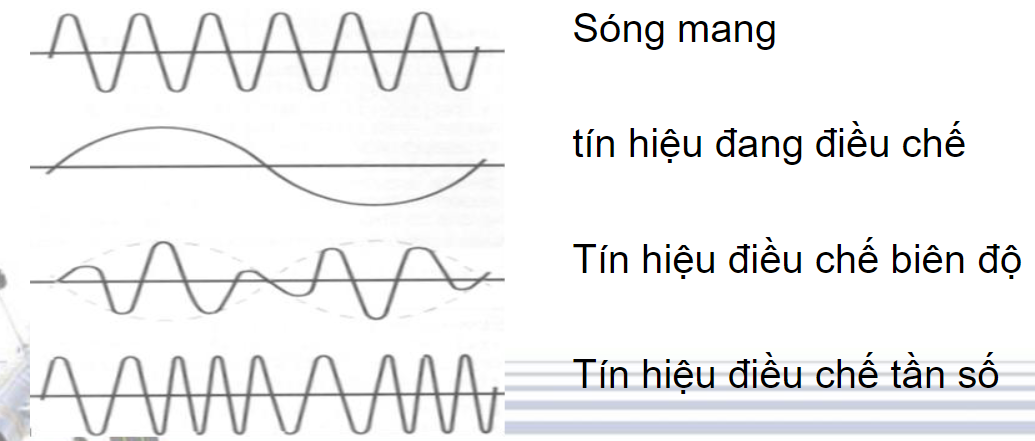 Sóng mang
tín hiệu đang điều chế
Tín hiệu điều chế biên độ
Tín hiệu điều chế tần số